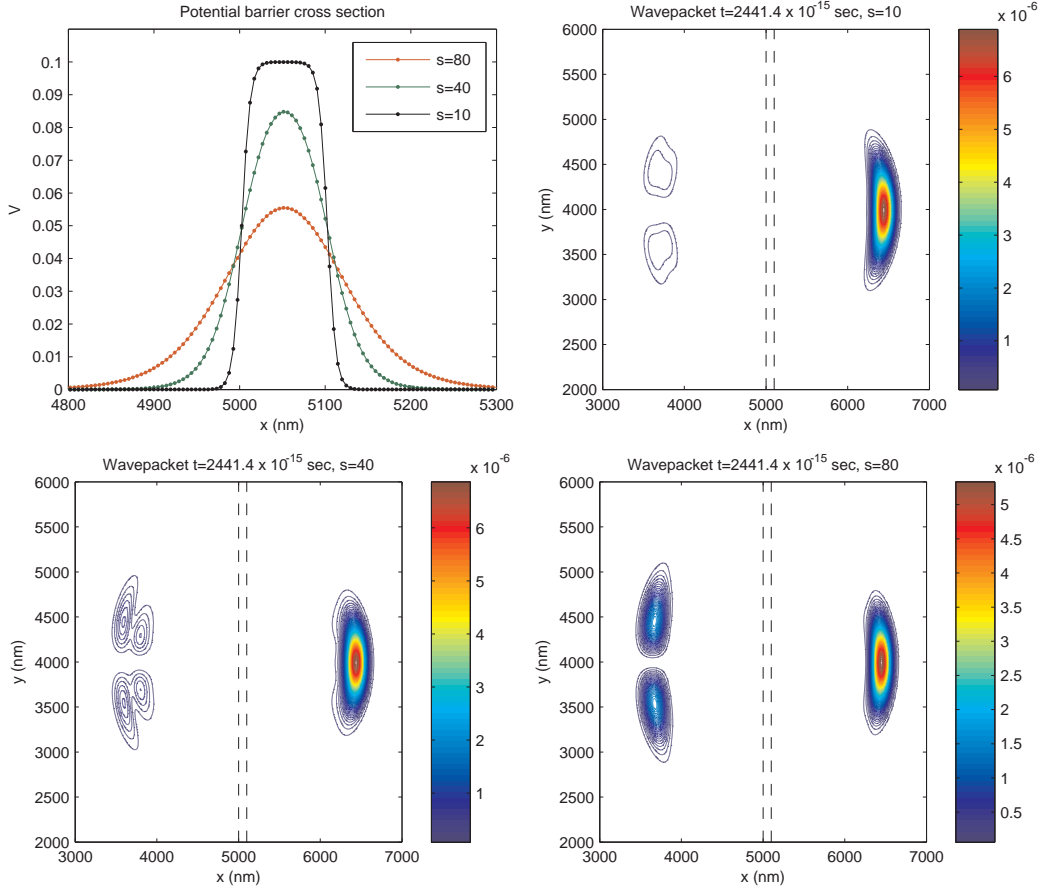 Potential barrier cross section
V
0.1
0.09
0.08
0.07
0.06
0.05
0.04
0.03
0.02
0.01
0
s=80
s=40
s=10
4800 4900 5000 5100 5200 5300
x (nm)
Wavepacket t=2441.4 x 10^-15 sec, s=10
x 10^-6
y (nm)
6000
5500
5000
4500
4000
3500
3000
2500
2000
3000 4000 5000 6000 7000
x (nm)
6
5
4
3
2
1
Wavepacket t=2441.4 x 10^-15 sec, s=40
x 10^-6
y (nm)
6000
5500
5000
4500
4000
3500
3000
2500
2000
3000 4000 5000 6000 7000
x (nm)
6
5
4
3
2
1
Wavepacket t=2441.4 x 10^-15 sec, s=80
x 10^-6
y (nm)
6000
5500
5000
4500
4000
3500
3000
2500
2000
3000 4000 5000 6000 7000
x (nm)
5
4.5
4
3.5
3
2.5
2
1.5
1
0.5